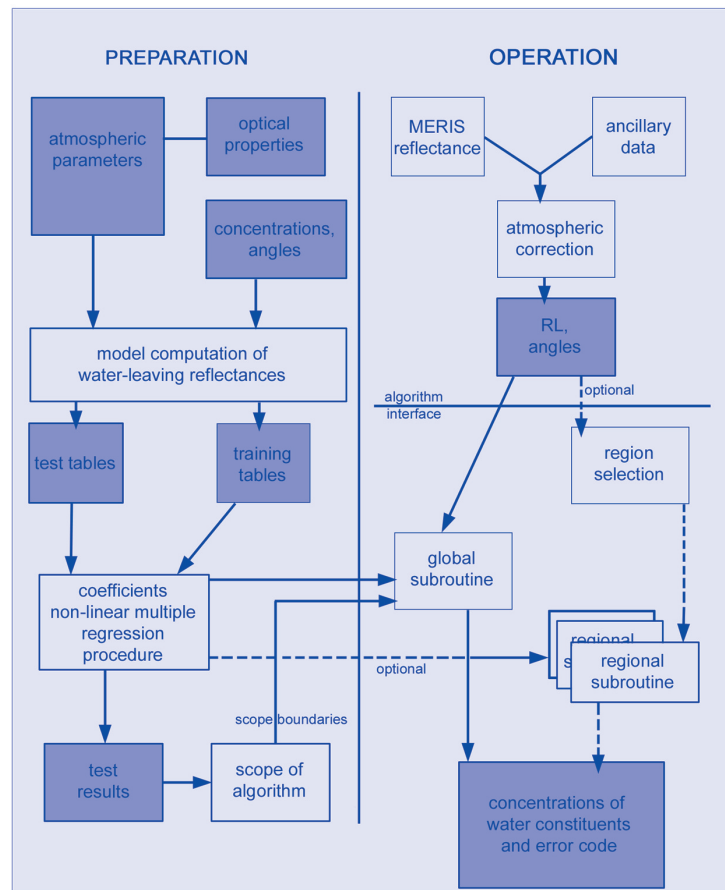 PREPARATION
atmospheric
parameters
optical
properties
concentrations,
angles
model computation of
water-leaving reflectances
test tables
training
tables
coefficients
non-linear multiple
regression
procedure
optional
scope boundaries
test
results
scope of
algorithm
OPERATION
MERIS
reflectance
ancillary
data
atmospheric
correction
RL,
angles
optional
algorithm
interface
region
selection
global
subroutine
regional
s
regional
subroutine
concentrations of
water constituents
and error code